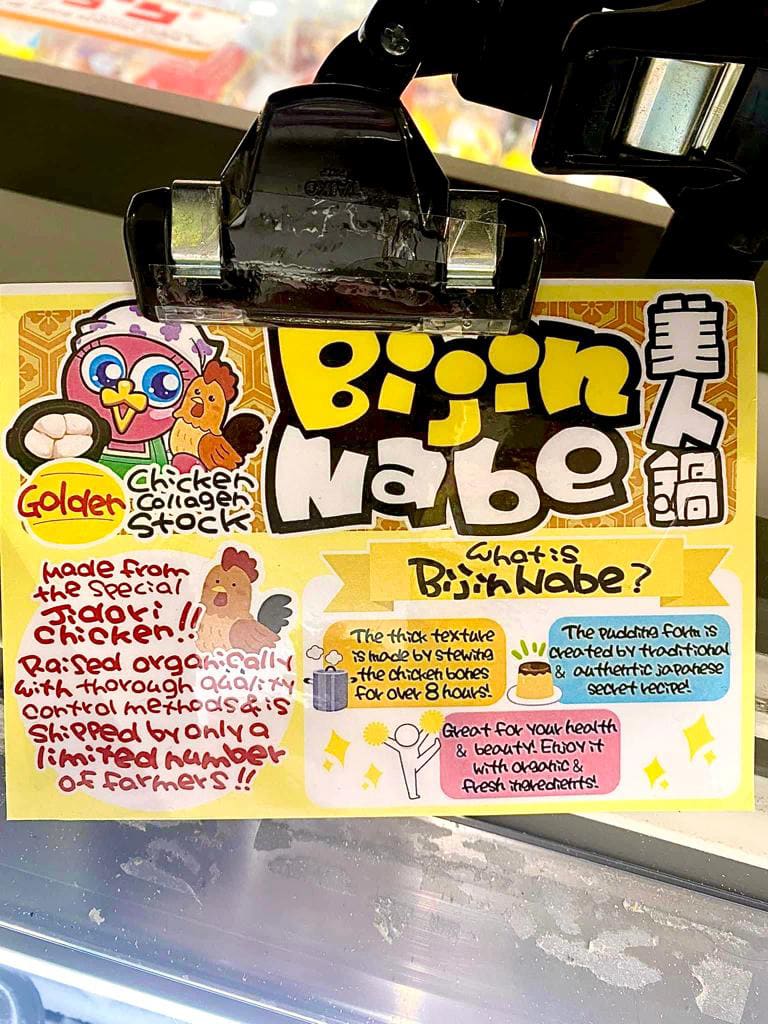 Bijin
Nabe
美人鍋
Golden
Chicken
Collagen
Stock
Made from
the special
Jidori
Chicken!!
Raised organically
with thorough quality
control methods & is
Shipped by only a
limited number
of farmers!!
What is
Bijin Nabe?
The thick texture
is made by stewing
the chicken bones
for over 8 hours!
The pudding form is
created by traditional
& authentic japanese
secret recipe!
Great for your health
& beauty! Enjoy it
with organic &
fresh ingredients!